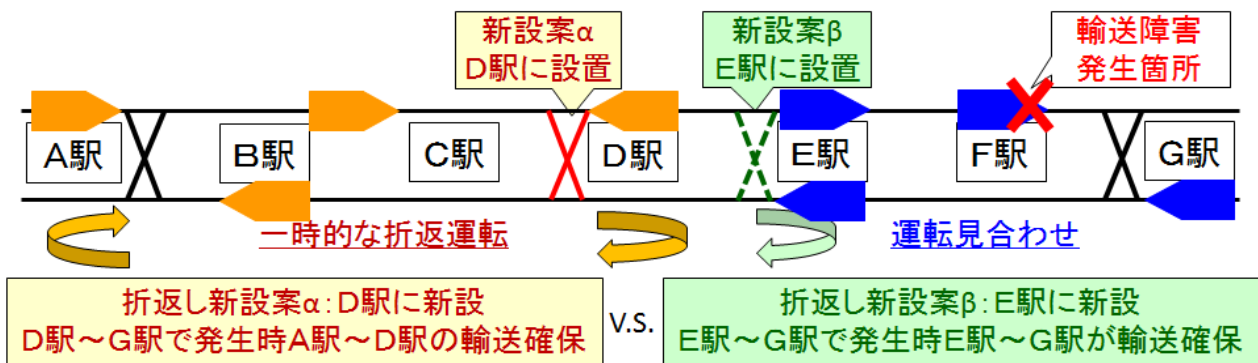 新設案α
D駅に設置
新設案β
E駅に設置
輸送障害
発生箇所
A駅
B駅
C駅
D駅
E駅
F駅
G駅
一時的な折返運転
運転見合わせ
折返し新設案α:D駅に新設
D駅～G駅で発生時A駅～D駅の輸送確保
V.S.
折返し新設案β:E駅に新設
E駅～G駅で発生時E駅～G駅が輸送確保